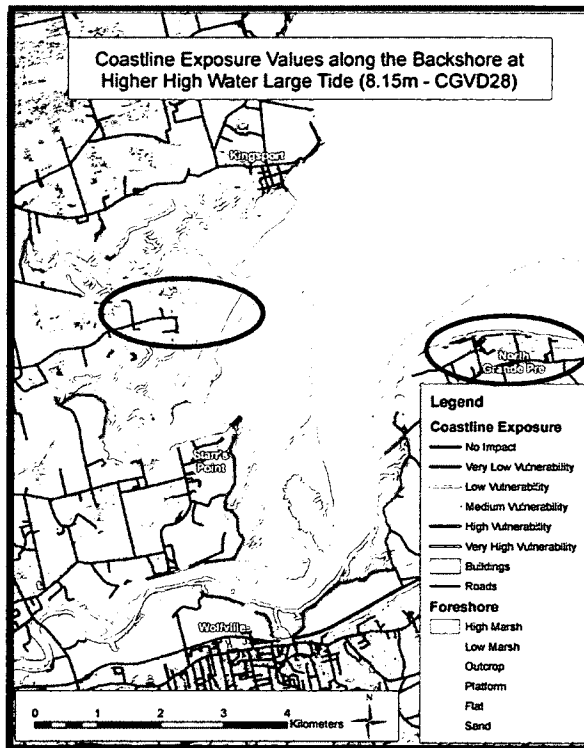 Coastline Exposure Values along the Backshore at
Higher High Water Large Tide (8.15m - CGVD28)
Kingsport
North
Grande Pre
Starr's
Point
Wolfville
Legend
Coastline Exposure
No Impact
Very Low Vulnerability
Low Vulnerability
Medium Vulnerability
High Vulnerability
Very High Vulnerability
Buildings
Roads
Foreshore
High Marsh
Low Marsh
Outcrop
Platform
Flat
Sand
N
0 1 2 3 4
Kilometers